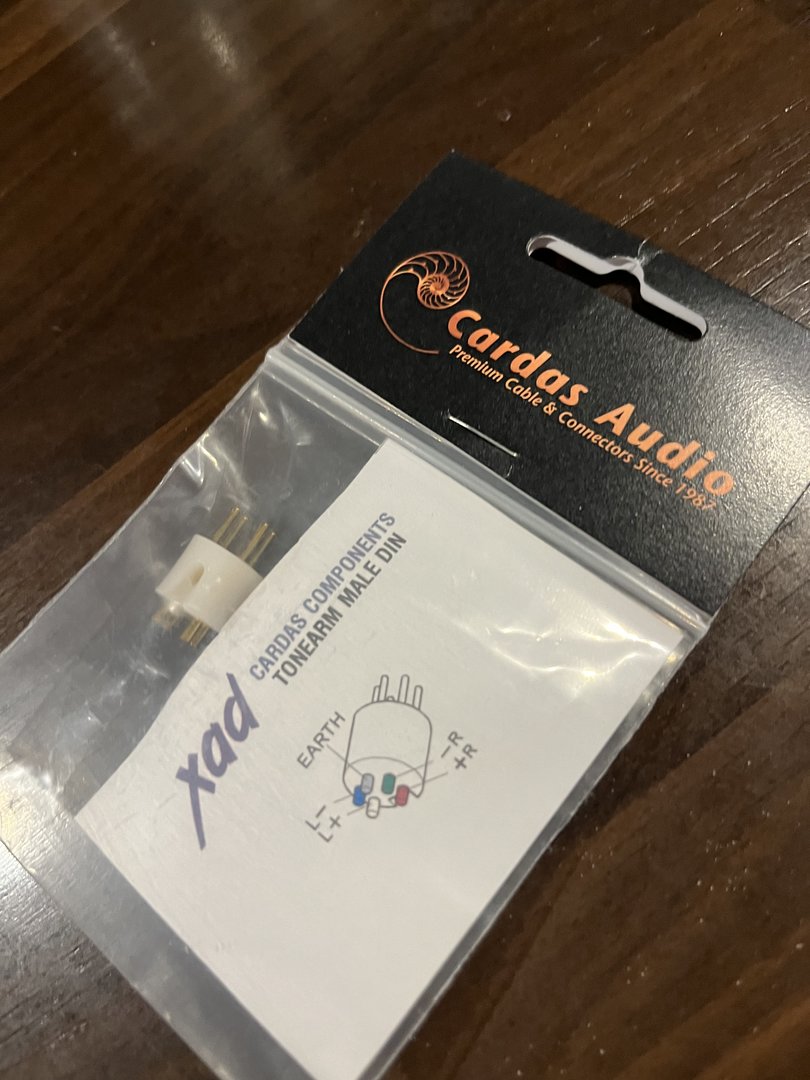 Cardas Audio
Premium Cable & Connectors Since 1987
xad
CARDAS COMPONENTS
TONEARM MALE DIN
EARTH
–R
+R
L–
L+